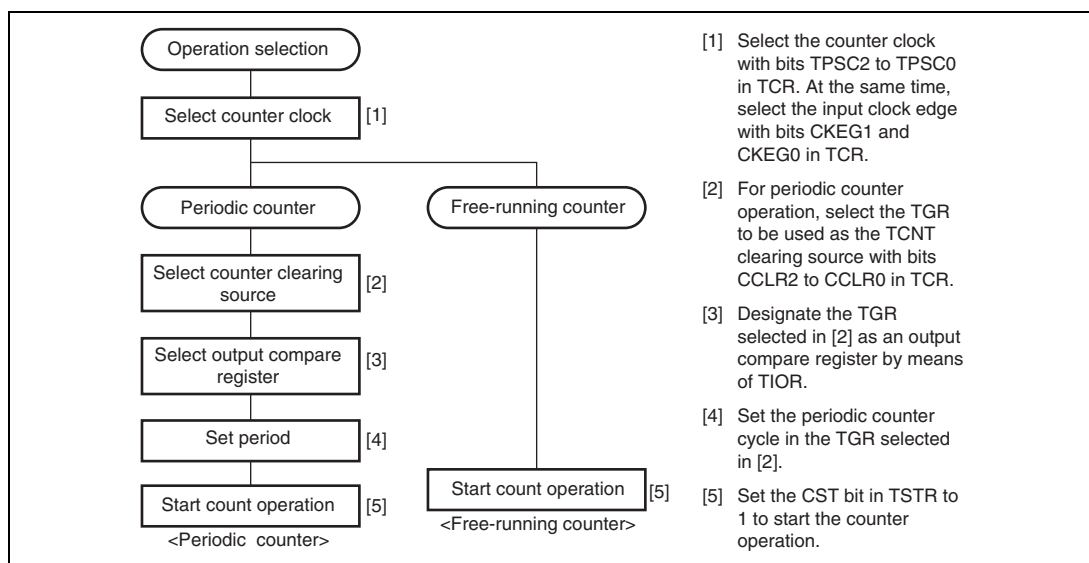 Operation selection
Select counter clock
[1]
Periodic counter
Free-running counter
Select counter clearing
source
[2]
Select output compare
register
[3]
Set period
[4]
Start count operation
[5]
<Periodic counter>
Start count operation
[5]
<Free-running counter>
[1] Select the counter clock
with bits TPSC2 to TPSC0
in TCR. At the same time,
select the input clock edge
with bits CKEG1 and
CKEG0 in TCR.
[2] For periodic counter
operation, select the TGR
to be used as the TCNT
clearing source with bits
CCLR2 to CCLR0 in TCR.
[3] Designate the TGR
selected in [2] as an output
compare register by means
of TIOR.
[4] Set the periodic counter
cycle in the TGR selected
in [2].
[5] Set the CST bit in TSTR to
1 to start the counter
operation.